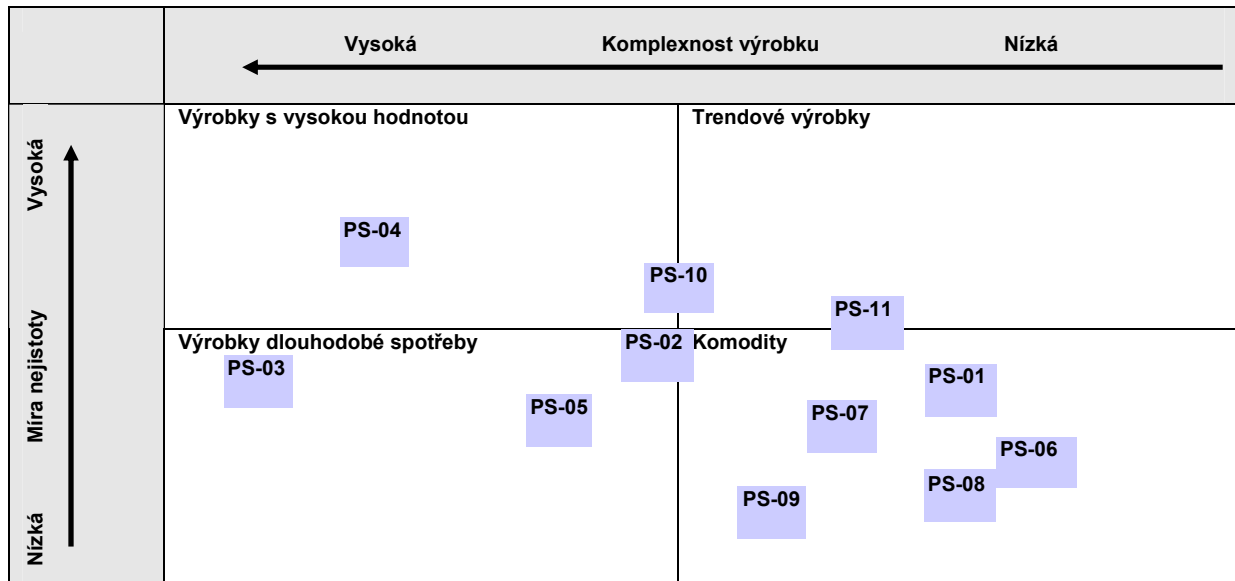 Vysoká Komplexnost výrobku Nízká
Vysoká
Míra nejistoty
Nízká
Výrobky s vysokou hodnotou
Trendové výrobky
PS-04
PS-10
PS-11
Výrobky dlouhodobé spotřeby
PS-02
Komodity
PS-03
PS-05
PS-01
PS-07
PS-06
PS-08
PS-09